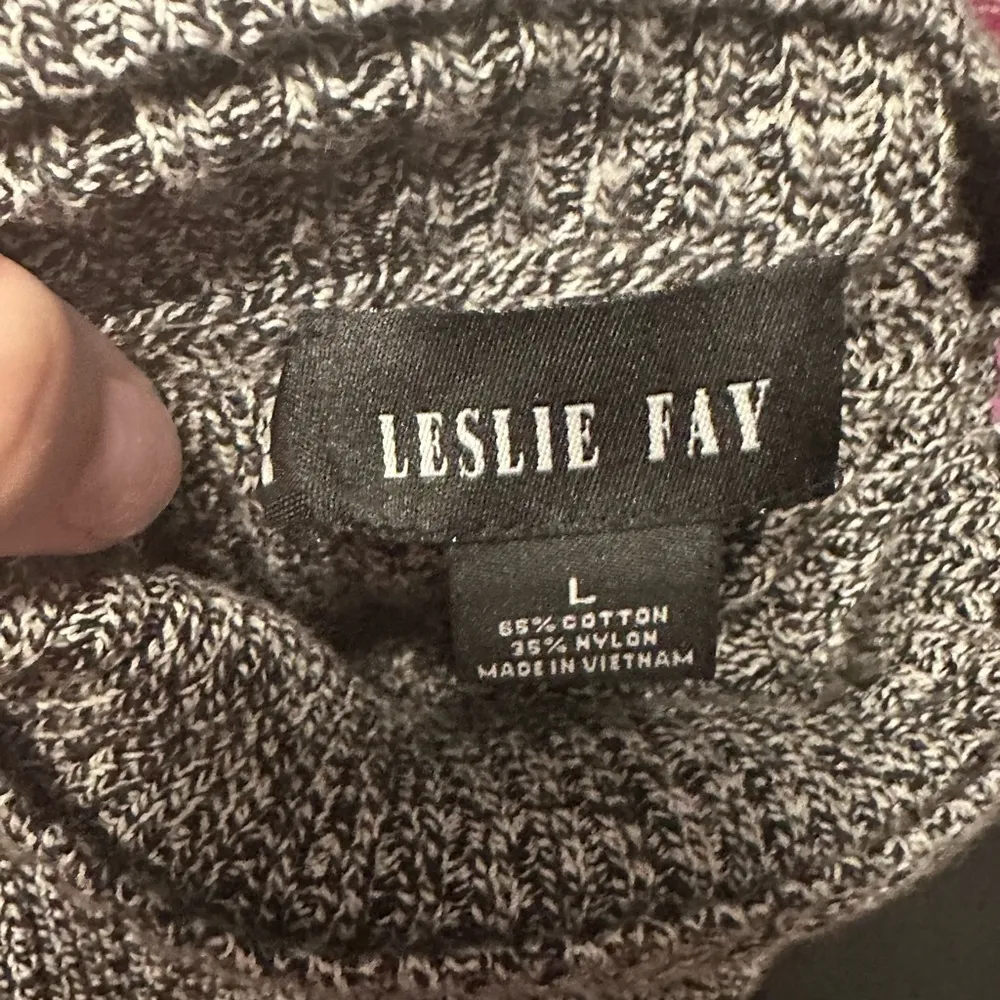 LESLIE FAY
L
65% COTTON
35% NYLON
MADE IN VIETNAM